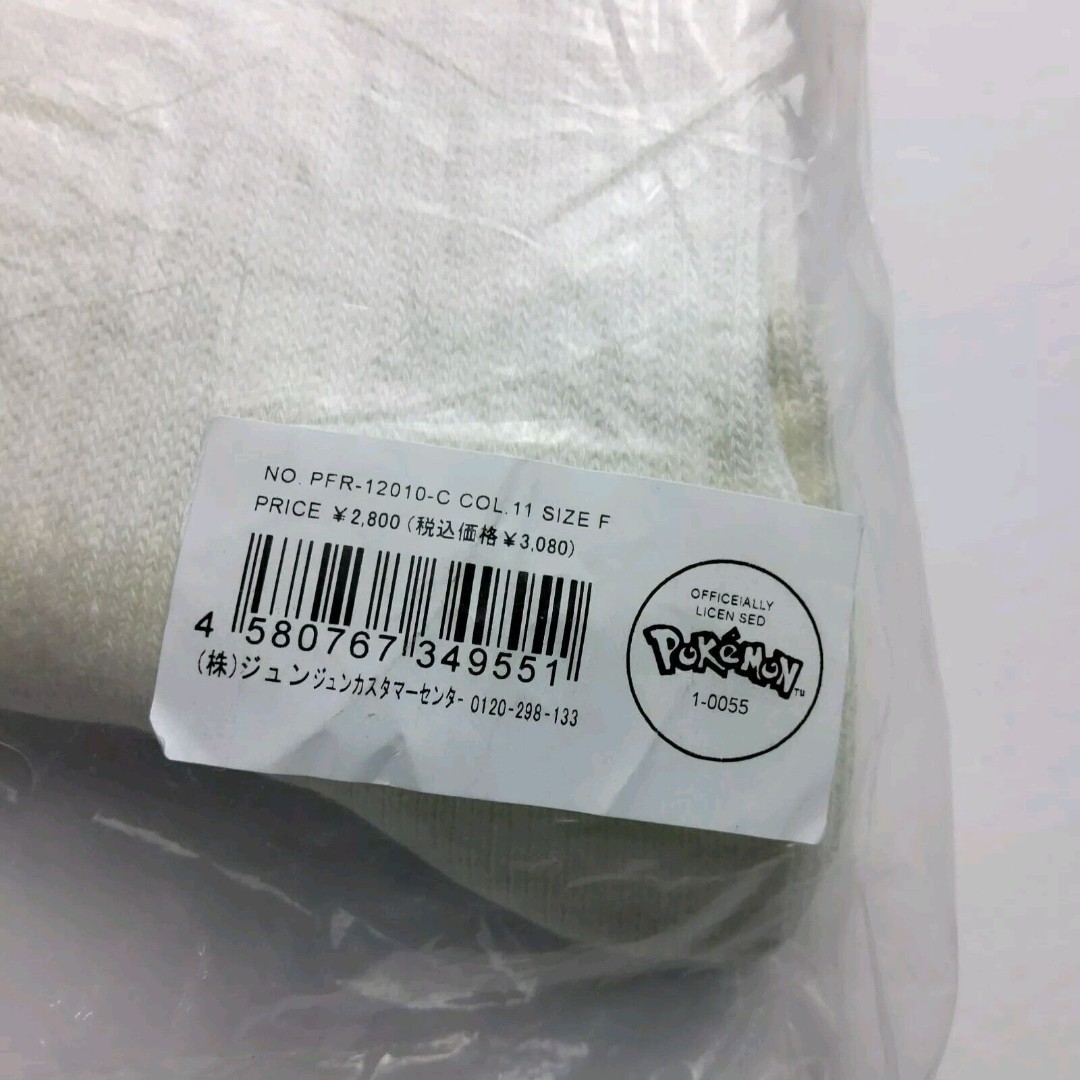 NO. PFR-12010-C COL.11 SIZE F
PRICE ¥2,800 (税込価格¥3,080)
4 580767 349551
(株)ジュンジュンカスタマーセンター 0120-298-133
OFFICEIALLY
LICEN SED
POKéMON TM
1-0055